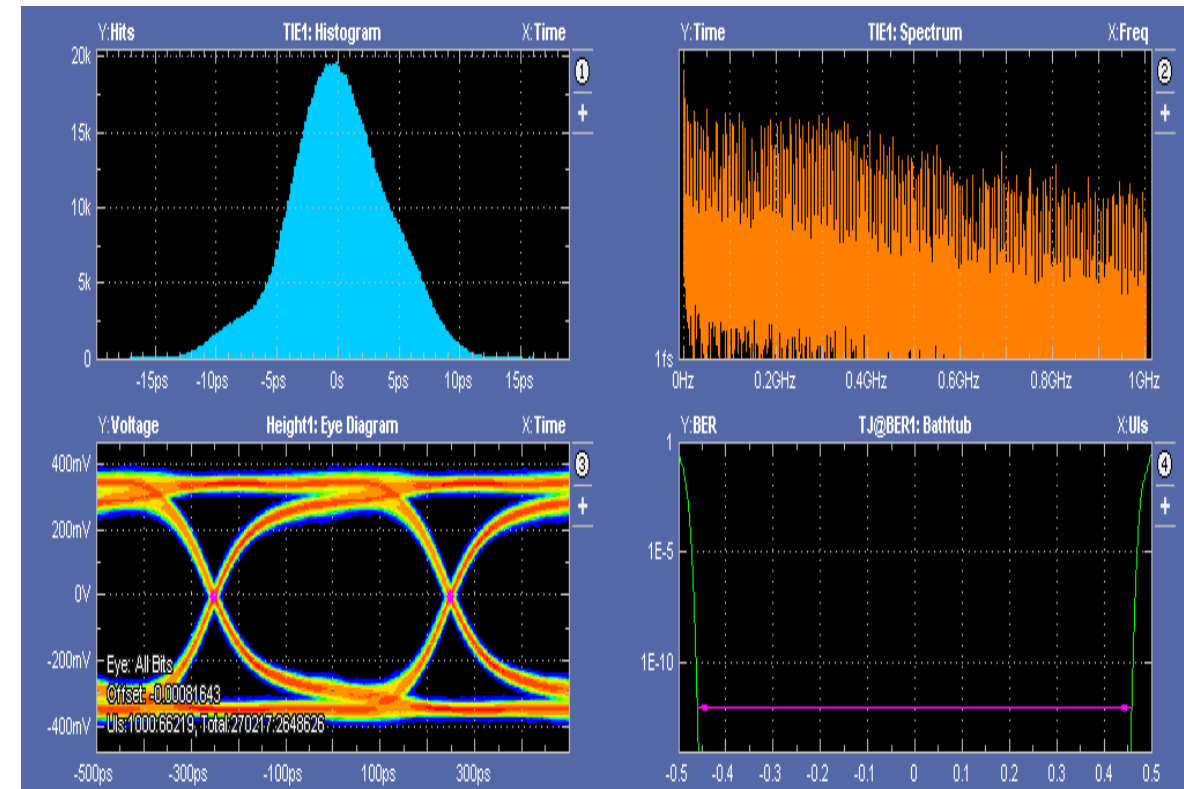 Y:Hits TIE1: Histogram X:Time
20k
15k
10k
5k
0
-15ps -10ps -5ps 0s 5ps 10ps 15ps
1
+
Y:Time TIE1: Spectrum X:Freq
1fs
0Hz 0.2GHz 0.4GHz 0.6GHz 0.8GHz 1GHz
2
+
Y:Voltage Height1: Eye Diagram X:Time
400mV
200mV
0V
-200mV
-400mV
Eye: All Bits
Offset: -0.00081643
UIs:1000:66219, Total:270217:2648626
-500ps -300ps -100ps 100ps 300ps
3
+
Y:BER TJ@BER1: Bathtub X:UIs
1
1E-5
1E-10
-0.5 -0.4 -0.3 -0.2 -0.1 0 0.1 0.2 0.3 0.4 0.5
4
+